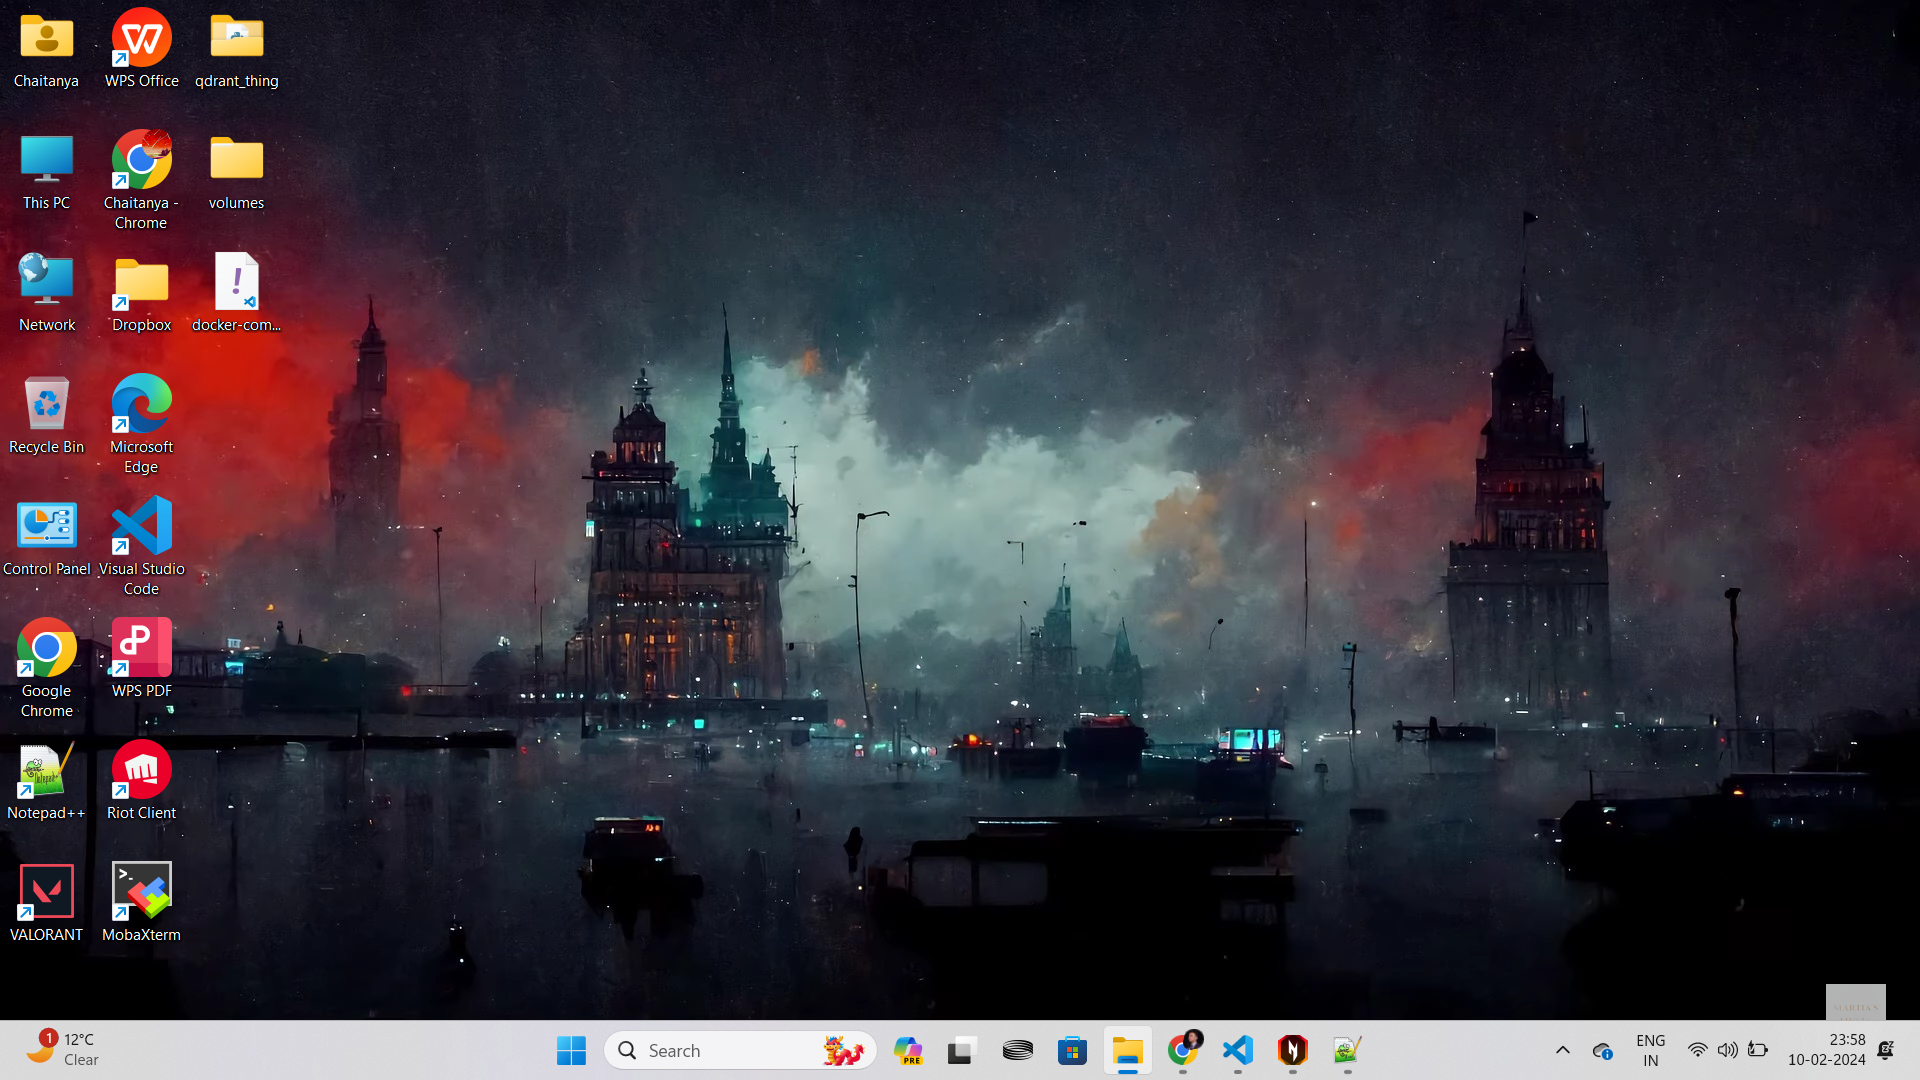 Chaitanya
WPS Office
qdrant_thing
This PC
Chaitanya -
Chrome
volumes
Network
Dropbox
docker-com...
Recycle Bin
Microsoft
Edge
Control Panel
Visual Studio
Code
Google
Chrome
WPS PDF
Notepad++
Riot Client
VALORANT
MobaXterm
1
12°C
Clear
Search
PRE
ENG
IN
23:58
10-02-2024